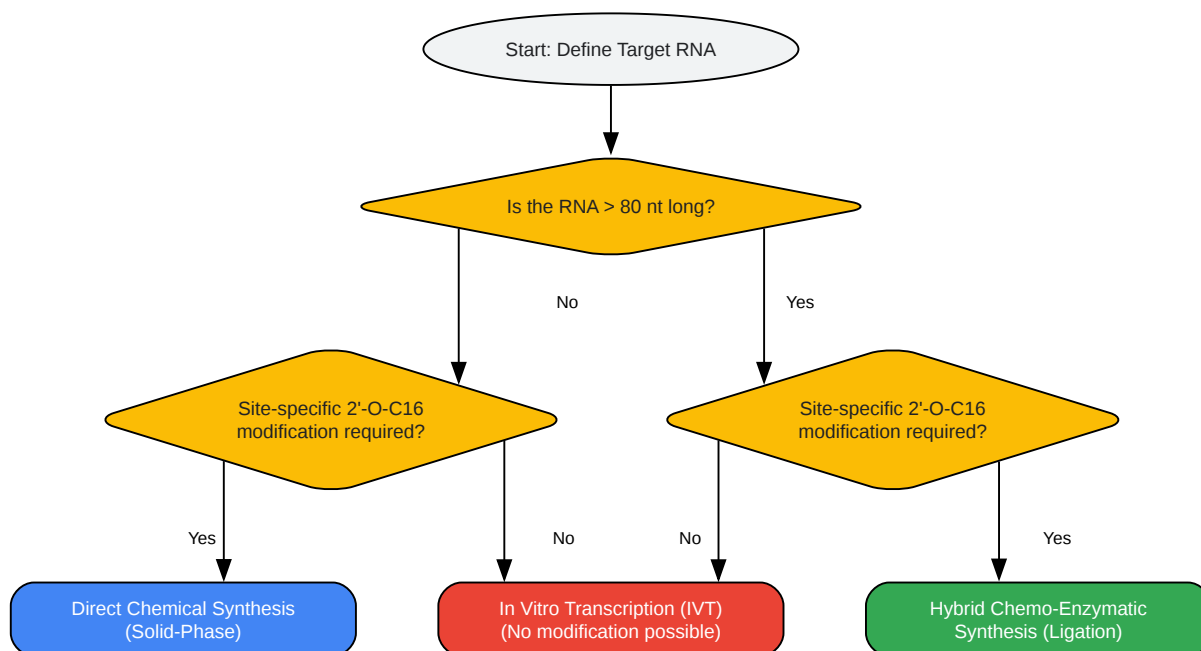 Start: Define Target RNA
Is the RNA > 80 nt long?
No
Yes
Site-specific 2'-O-C16
modification required?
Site-specific 2'-O-C16
modification required?
Yes
No
No
Yes
Direct Chemical Synthesis
(Solid-Phase)
In Vitro Transcription (IVT)
(No modification possible)
Hybrid Chemo-Enzymatic
Synthesis (Ligation)